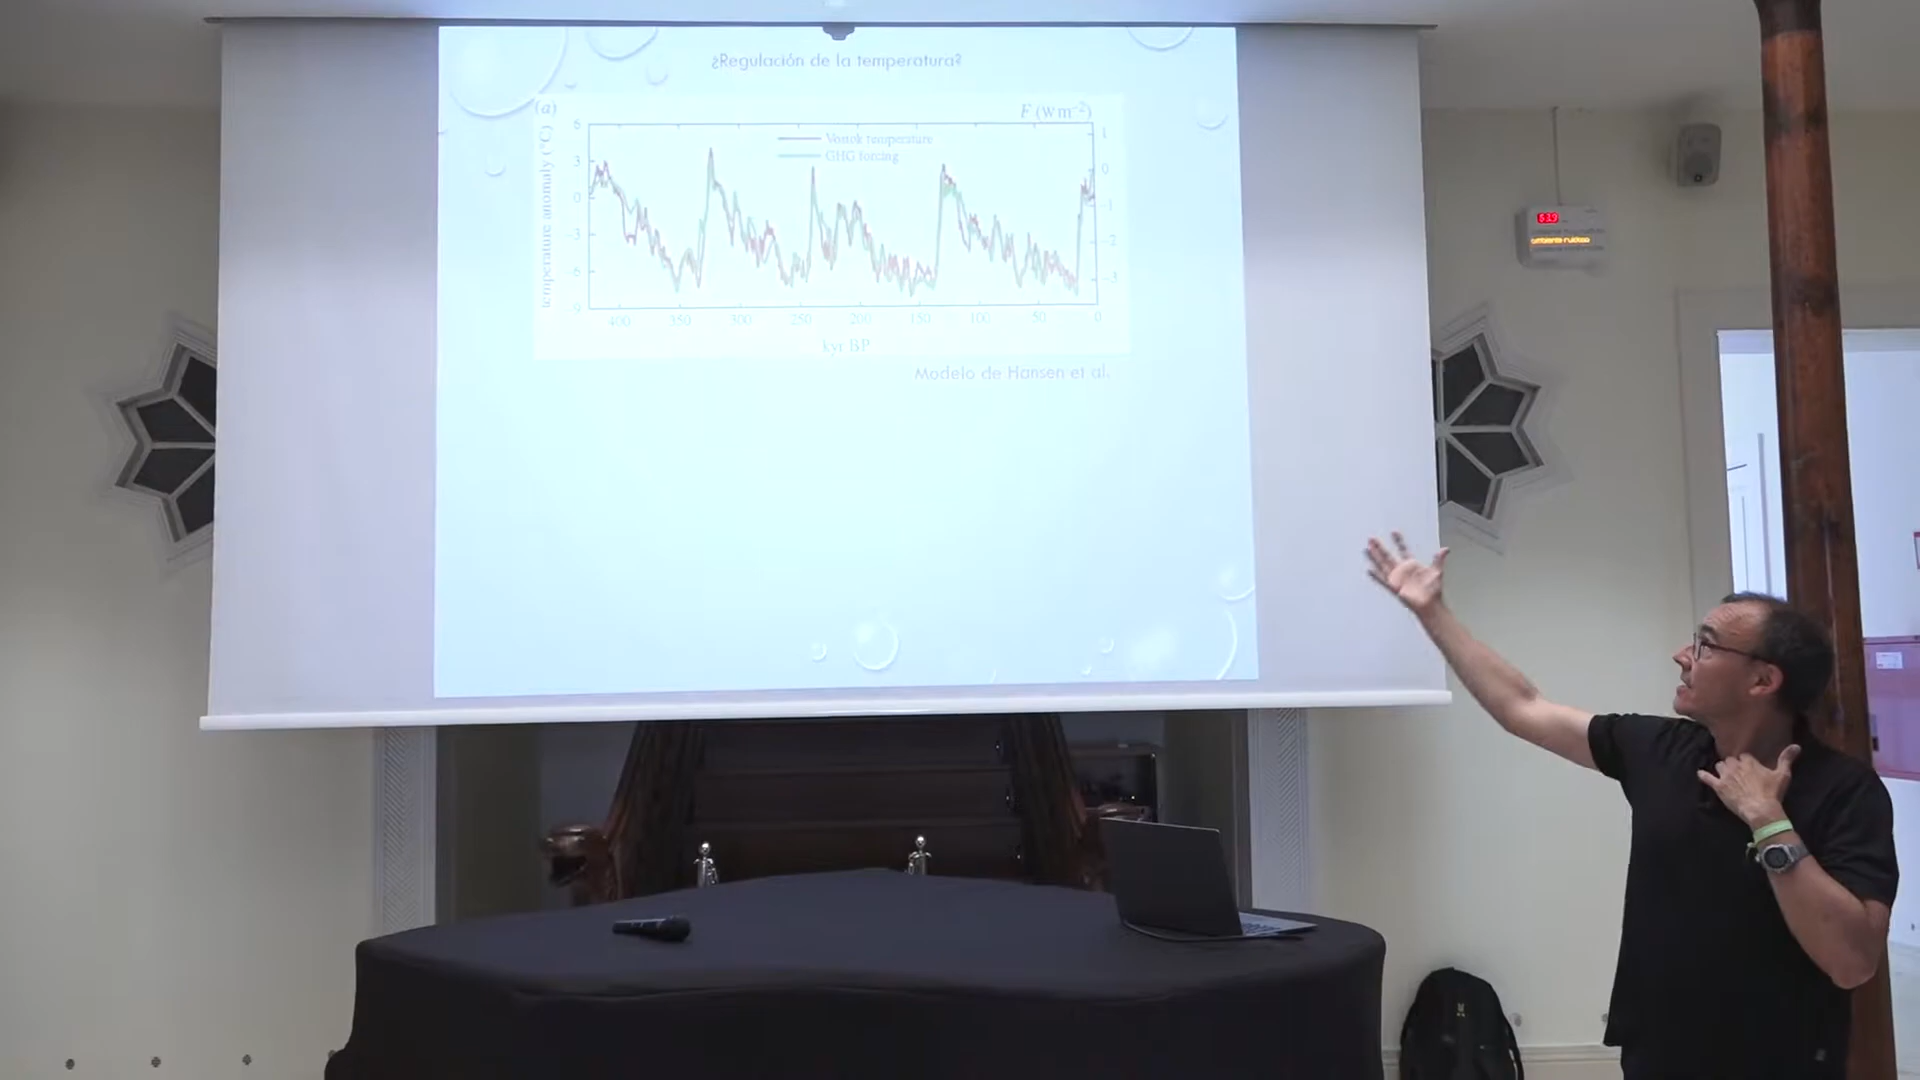 ¿Regulación de la temperatura?
(a)
F (W m⁻²)
temperature anomaly (°C)
6
3
0
−3
−6
−9
Vostok temperature
GHG forcing
1
0
−1
−2
−3
400
350
300
250
200
150
100
50
0
kyr BP
Modelo de Hansen et al.
ambiente ruidoso